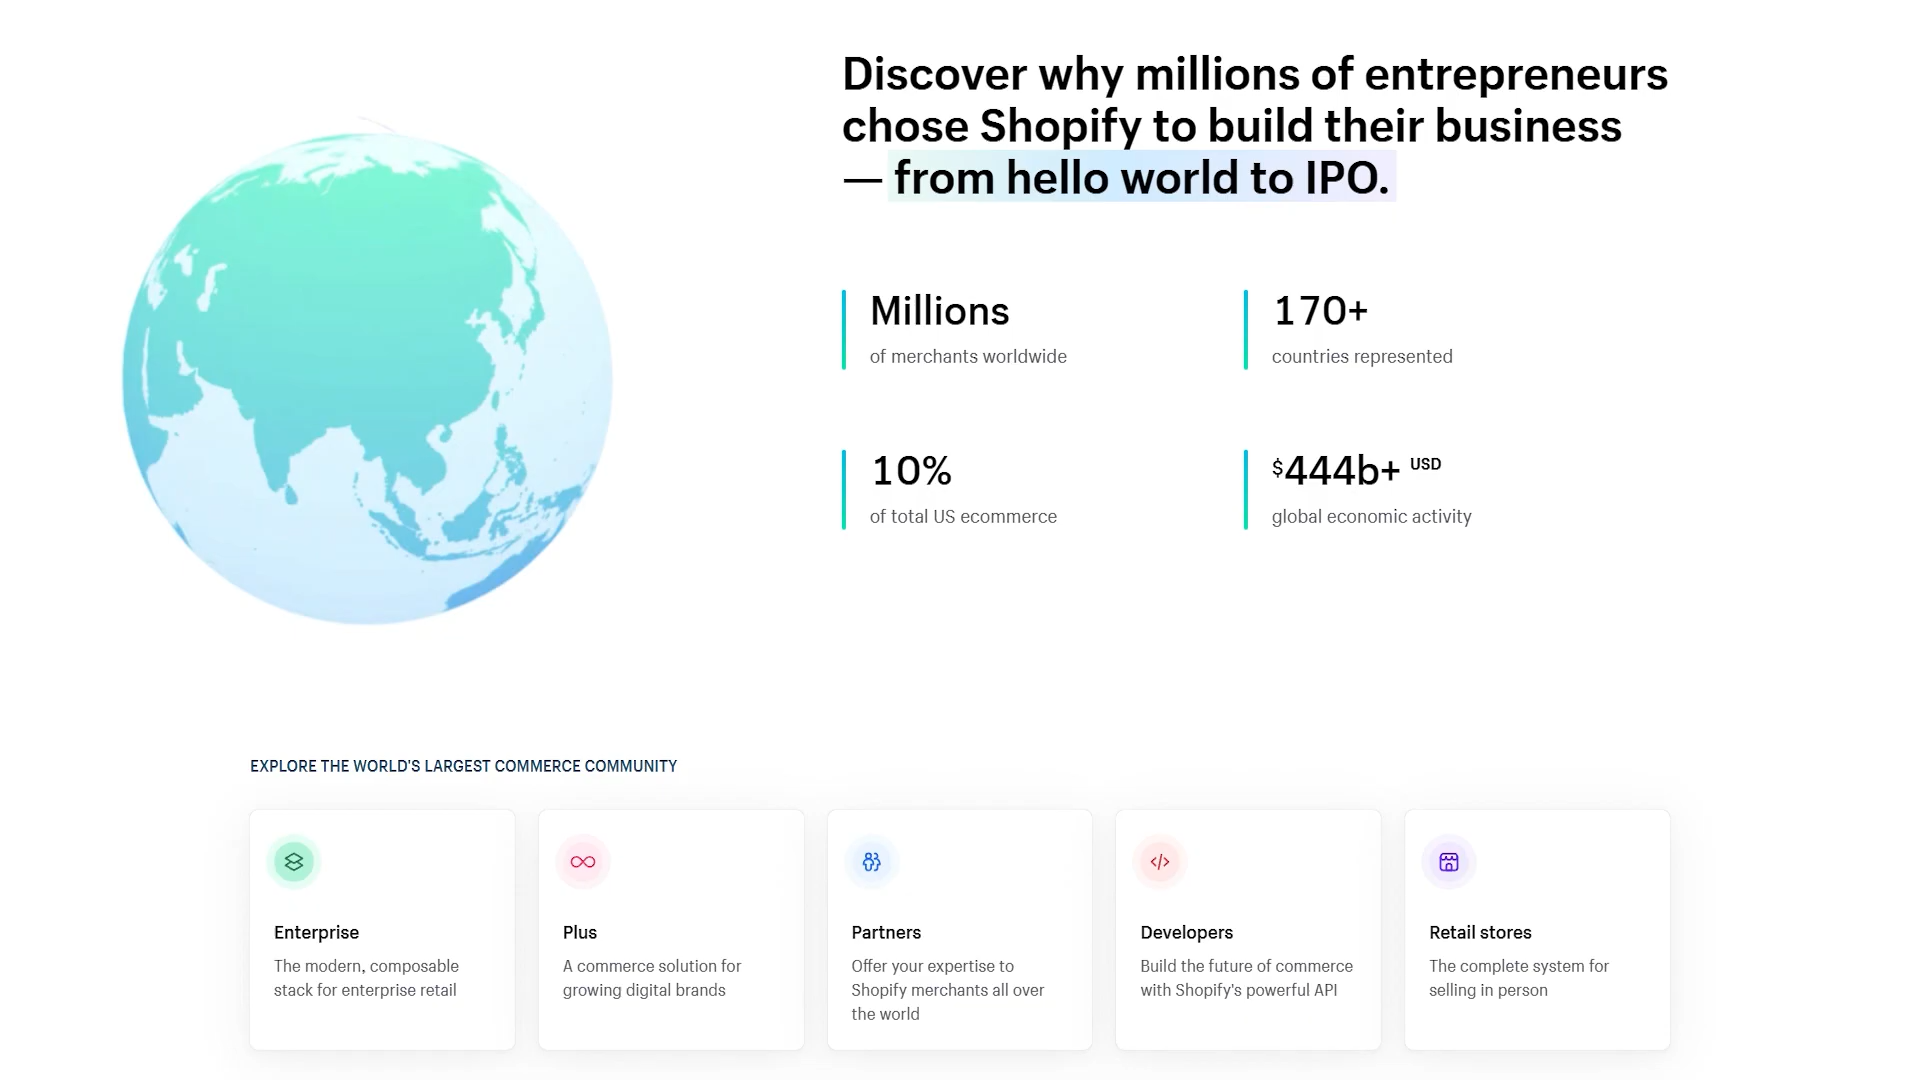 Discover why millions of entrepreneurs
chose Shopify to build their business
— from hello world to IPO.
Millions
of merchants worldwide
170+
countries represented
10%
of total US ecommerce
$444b+ USD
global economic activity
EXPLORE THE WORLD'S LARGEST COMMERCE COMMUNITY
Enterprise
The modern, composable
stack for enterprise retail
Plus
A commerce solution for
growing digital brands
Partners
Offer your expertise to
Shopify merchants all over
the world
Developers
Build the future of commerce
with Shopify's powerful API
Retail stores
The complete system for
selling in person